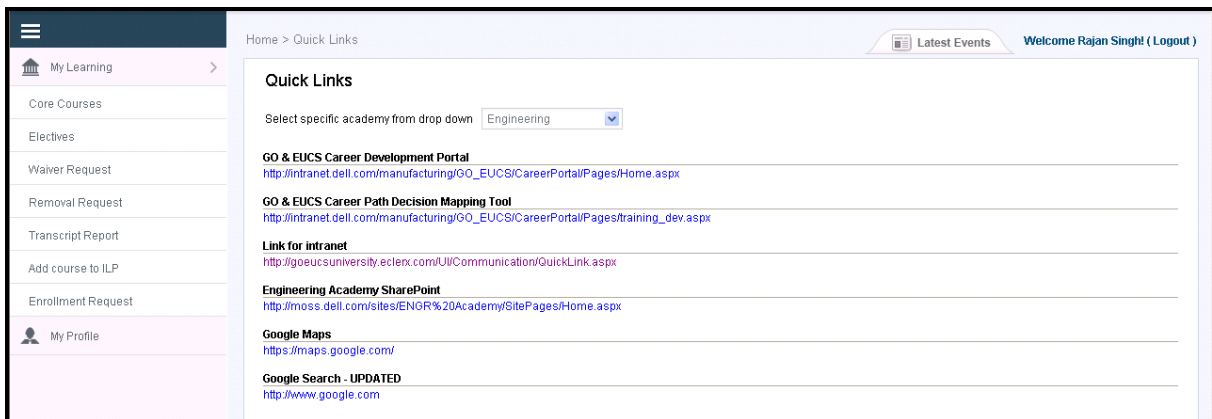 Home > Quick Links
Latest Events
Welcome Rajan Singh! ( Logout )
My Learning
Core Courses
Electives
Waiver Request
Removal Request
Transcript Report
Add course to ILP
Enrollment Request
My Profile
Quick Links
Select specific academy from drop down Engineering
GO & EUCS Career Development Portal
http://intranet.dell.com/manufacturing/GO_EUCS/CareerPortal/Pages/Home.aspx
GO & EUCS Career Path Decision Mapping Tool
http://intranet.dell.com/manufacturing/GO_EUCS/CareerPortal/Pages/training_dev.aspx
Link for intranet
http://goeucsuniversity.eclerx.com/UI/Communication/QuickLink.aspx
Engineering Academy SharePoint
http://moss.dell.com/sites/ENGR%20Academy/SitePages/Home.aspx
Google Maps
https://maps.google.com/
Google Search - UPDATED
http://www.google.com